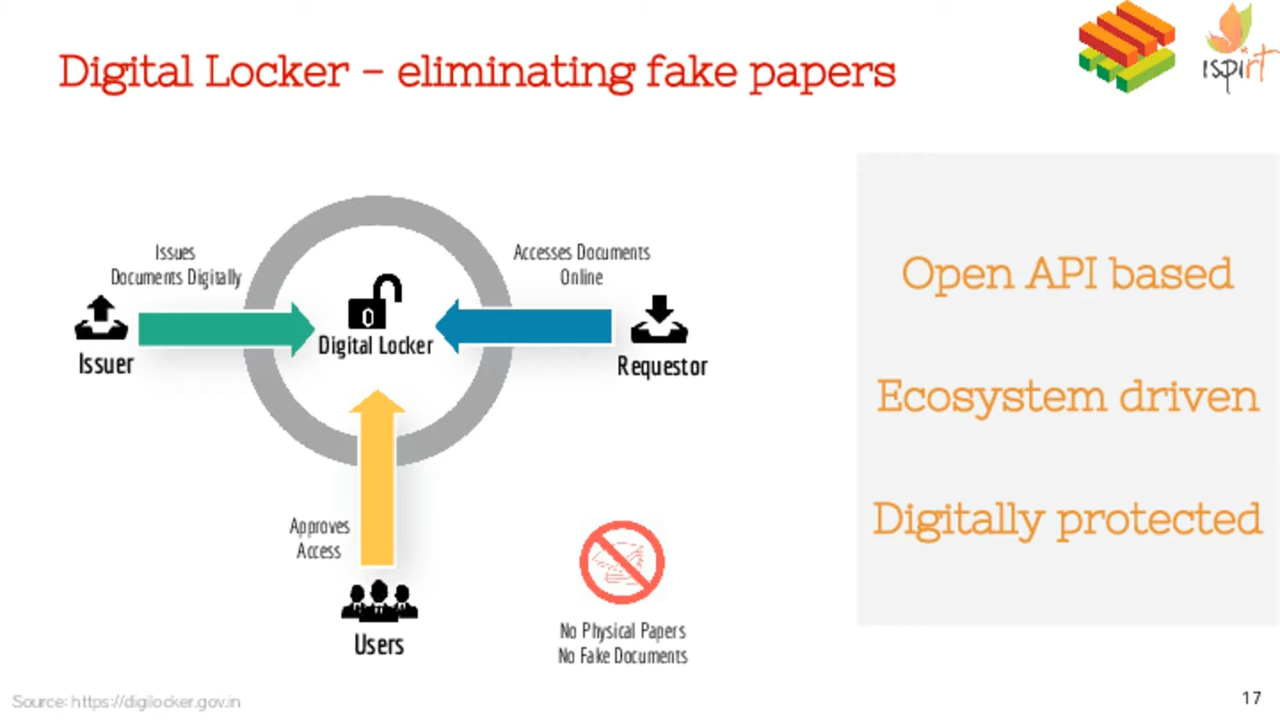 Digital Locker – eliminating fake papers
ispirt
Issues
Documents Digitally
Accesses Documents
Online
Digital Locker
Issuer
Requestor
Approves
Access
Users
No Physical Papers
No Fake Documents
Open API based
Ecosystem driven
Digitally protected
Source: https://digilocker.gov.in
17